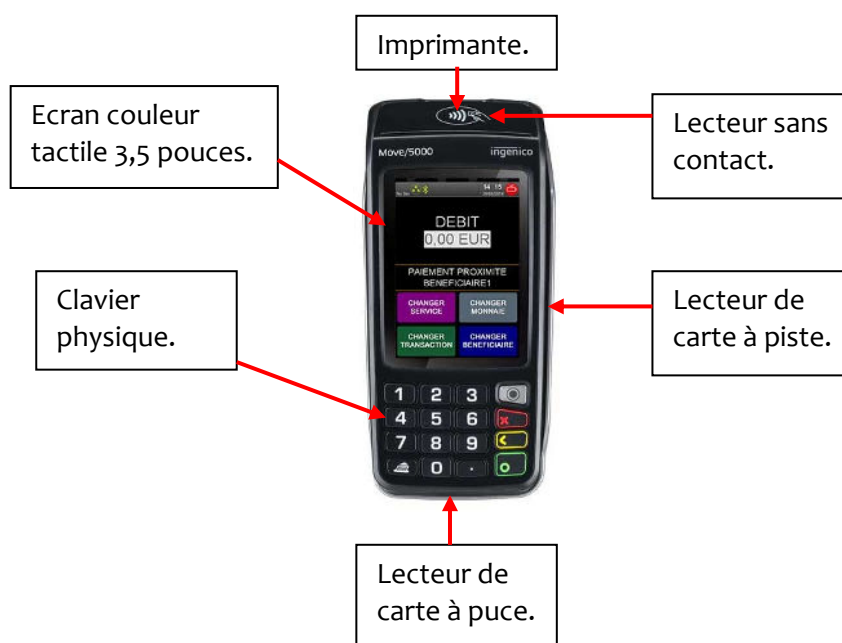 Imprimante.
Ecran couleur
tactile 3,5 pouces.
Lecteur sans
contact.
Move/5000
ingenico
14 15
DEBIT
0,00 EUR
PAIEMENT PROXIMITE
BENEFICIAIRE1
CHANGER
SERVICE
CHANGER
MONNAIE
CHANGER
TRANSACTION
CHANGER
BENEFICIAIRE
Clavier
physique.
Lecteur de
carte à piste.
1 2 3
4 5 6
7 8 9
0 .
Lecteur de
carte à puce.